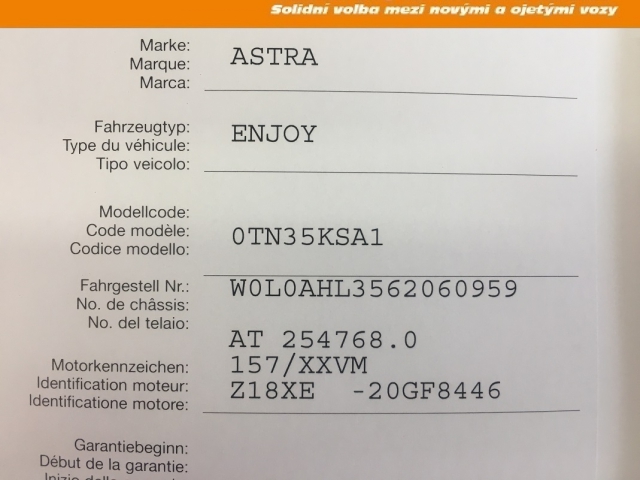 Solidní volba mezi novými a ojetými vozy
Marke:
Marque:
Marca:
ASTRA
Fahrzeugtyp:
Type du véhicule:
Tipo veicolo:
ENJOY
Modellcode:
Code modèle:
Codice modello:
0TN35KSA1
Fahrgestell Nr.:
No. de châssis:
No. del telaio:
W0L0AHL3562060959
AT 254768.0
Motorkennzeichen:
Identification moteur:
Identificatione motore:
157/XXVM
Z18XE -20GF8446
Garantiebeginn:
Début de la garantie: